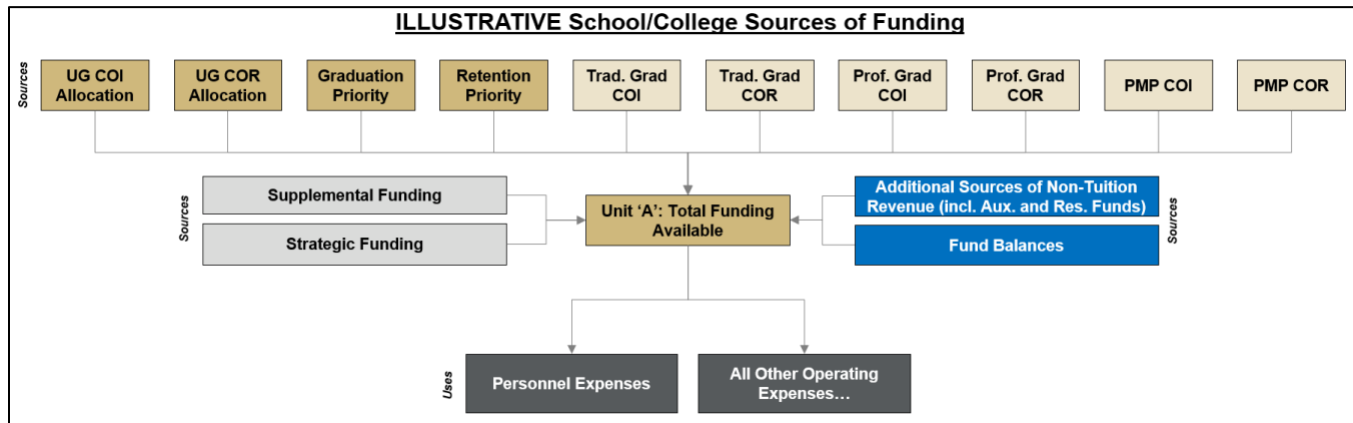 ILLUSTRATIVE School/College Sources of Funding
Sources
UG COI
Allocation
UG COR
Allocation
Graduation
Priority
Retention
Priority
Trad. Grad
COI
Trad. Grad
COR
Prof. Grad
COI
Prof. Grad
COR
PMP COI
PMP COR
Sources
Supplemental Funding
Strategic Funding
Unit ‘A’: Total Funding
Available
Additional Sources of Non-Tuition
Revenue (incl. Aux. and Res. Funds)
Fund Balances
Sources
Uses
Personnel Expenses
All Other Operating
Expenses…